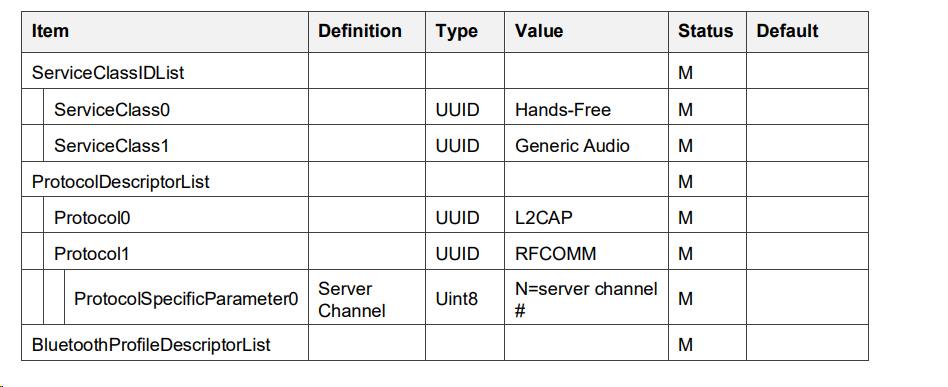 Item Definition Type Value Status Default
ServiceClassIDList M
ServiceClass0 UUID Hands-Free M
ServiceClass1 UUID Generic Audio M
ProtocolDescriptorList M
Protocol0 UUID L2CAP M
Protocol1 UUID RFCOMM M
ProtocolSpecificParameter0 Server Channel Uint8 N=server channel # M
BluetoothProfileDescriptorList M